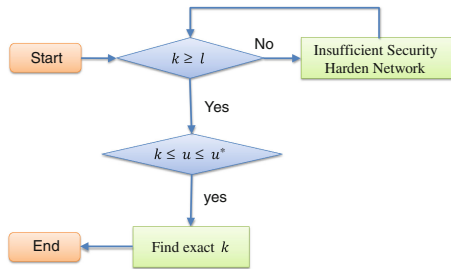 Start
k ≥ l
No
Insufficient Security
Harden Network
Yes
k ≤ u ≤ u*
yes
End
Find exact k